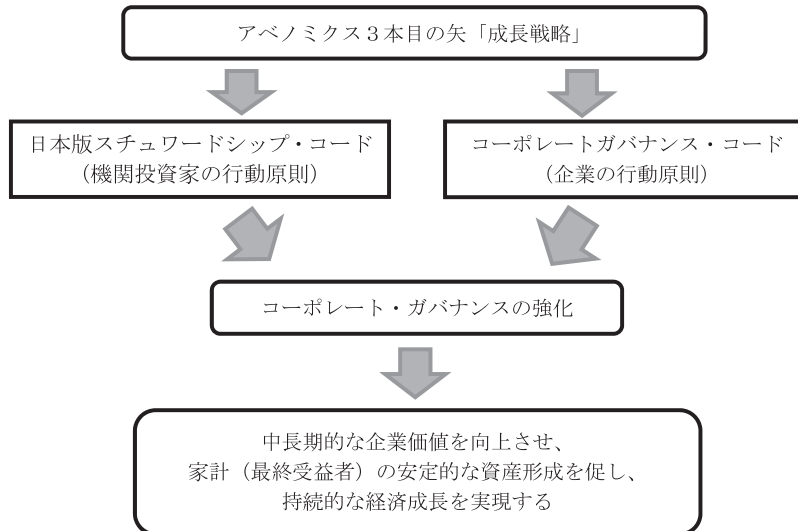 アベノミクス３本目の矢「成長戦略」
日本版スチュワードシップ・コード
（機関投資家の行動原則）
コーポレートガバナンス・コード
（企業の行動原則）
コーポレート・ガバナンスの強化
中長期的な企業価値を向上させ、
家計（最終受益者）の安定的な資産形成を促し、
持続的な経済成長を実現する